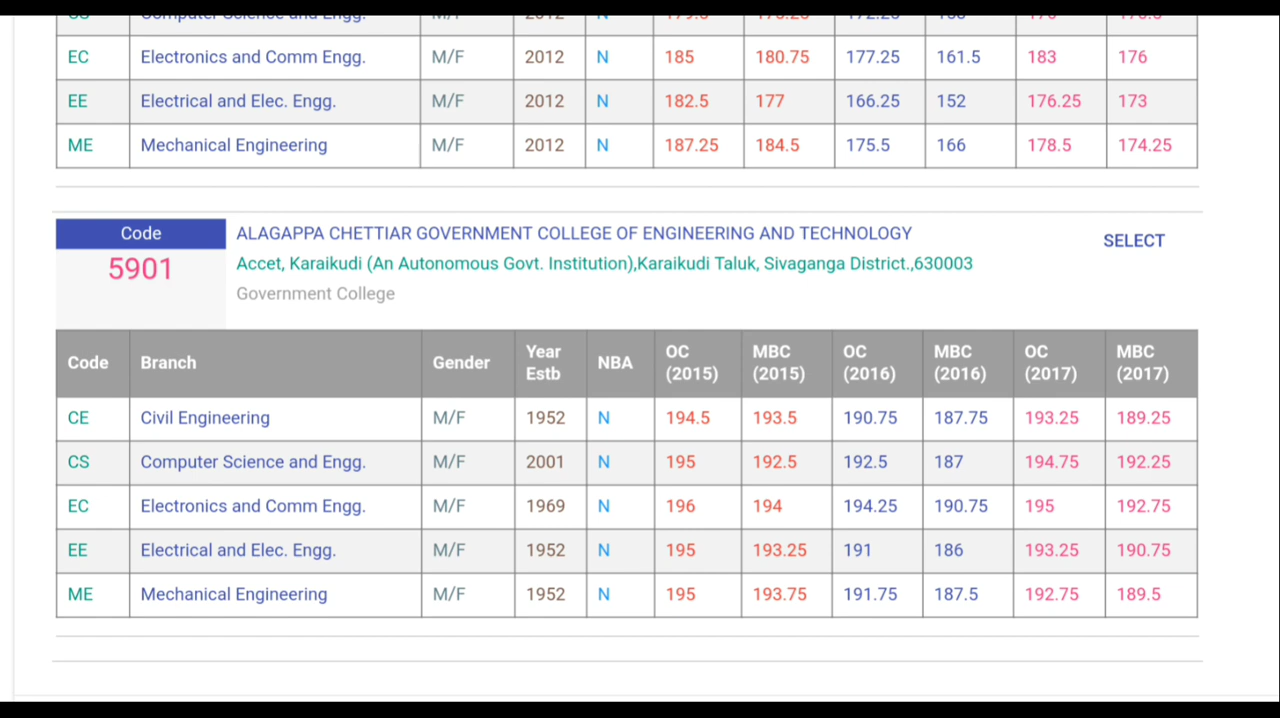 EC Electronics and Comm Engg. M/F 2012 N 185 180.75 177.25 161.5 183 176
EE Electrical and Elec. Engg. M/F 2012 N 182.5 177 166.25 152 176.25 173
ME Mechanical Engineering M/F 2012 N 187.25 184.5 175.5 166 178.5 174.25
Code ALAGAPPA CHETTIAR GOVERNMENT COLLEGE OF ENGINEERING AND TECHNOLOGY SELECT
5901 Accet, Karaikudi (An Autonomous Govt. Institution),Karaikudi Taluk, Sivaganga District.,630003
Government College
Code Branch Gender Year Estb NBA OC (2015) MBC (2015) OC (2016) MBC (2016) OC (2017) MBC (2017)
CE Civil Engineering M/F 1952 N 194.5 193.5 190.75 187.75 193.25 189.25
CS Computer Science and Engg. M/F 2001 N 195 192.5 192.5 187 194.75 192.25
EC Electronics and Comm Engg. M/F 1969 N 196 194 194.25 190.75 195 192.75
EE Electrical and Elec. Engg. M/F 1952 N 195 193.25 191 186 193.25 190.75
ME Mechanical Engineering M/F 1952 N 195 193.75 191.75 187.5 192.75 189.5